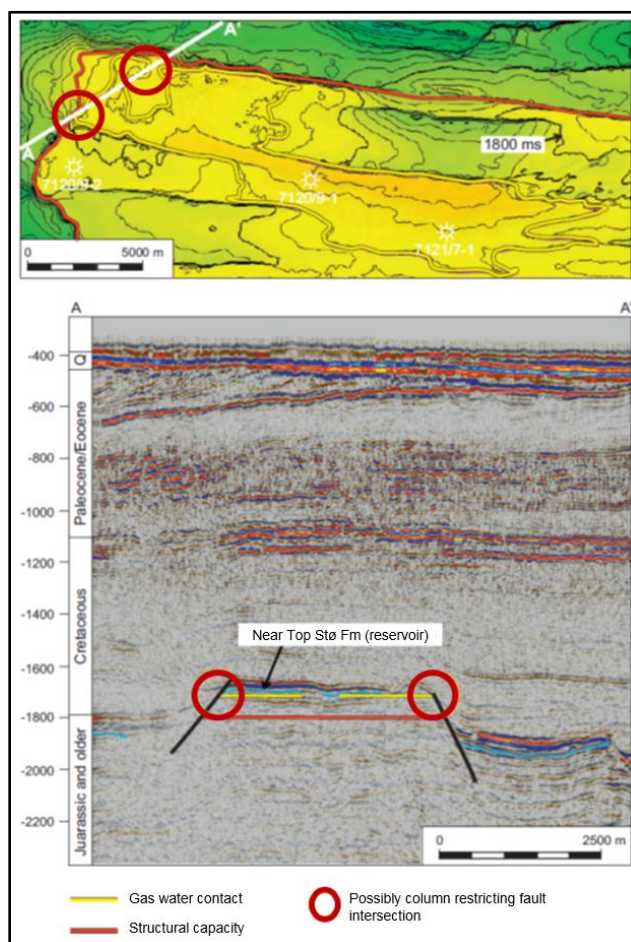 A'
1800 ms
A
7120/9-2
7120/9-1
7121/7-1
0
5000 m
A
A'
-400
Q
-600
-800
Paleocene/Eocene
-1000
-1200
-1400
Cretaceous
Near Top Stø Fm (reservoir)
-1600
-1800
-2000
Juarassic and older
-2200
0
2500 m
Gas water contact
Possibly column restricting fault
intersection
Structural capacity